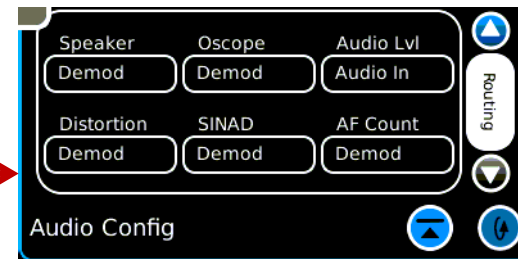 Speaker Oscope Audio Lvl
Demod Demod Audio In
Distortion SINAD AF Count
Demod Demod Demod
Routing
Audio Config